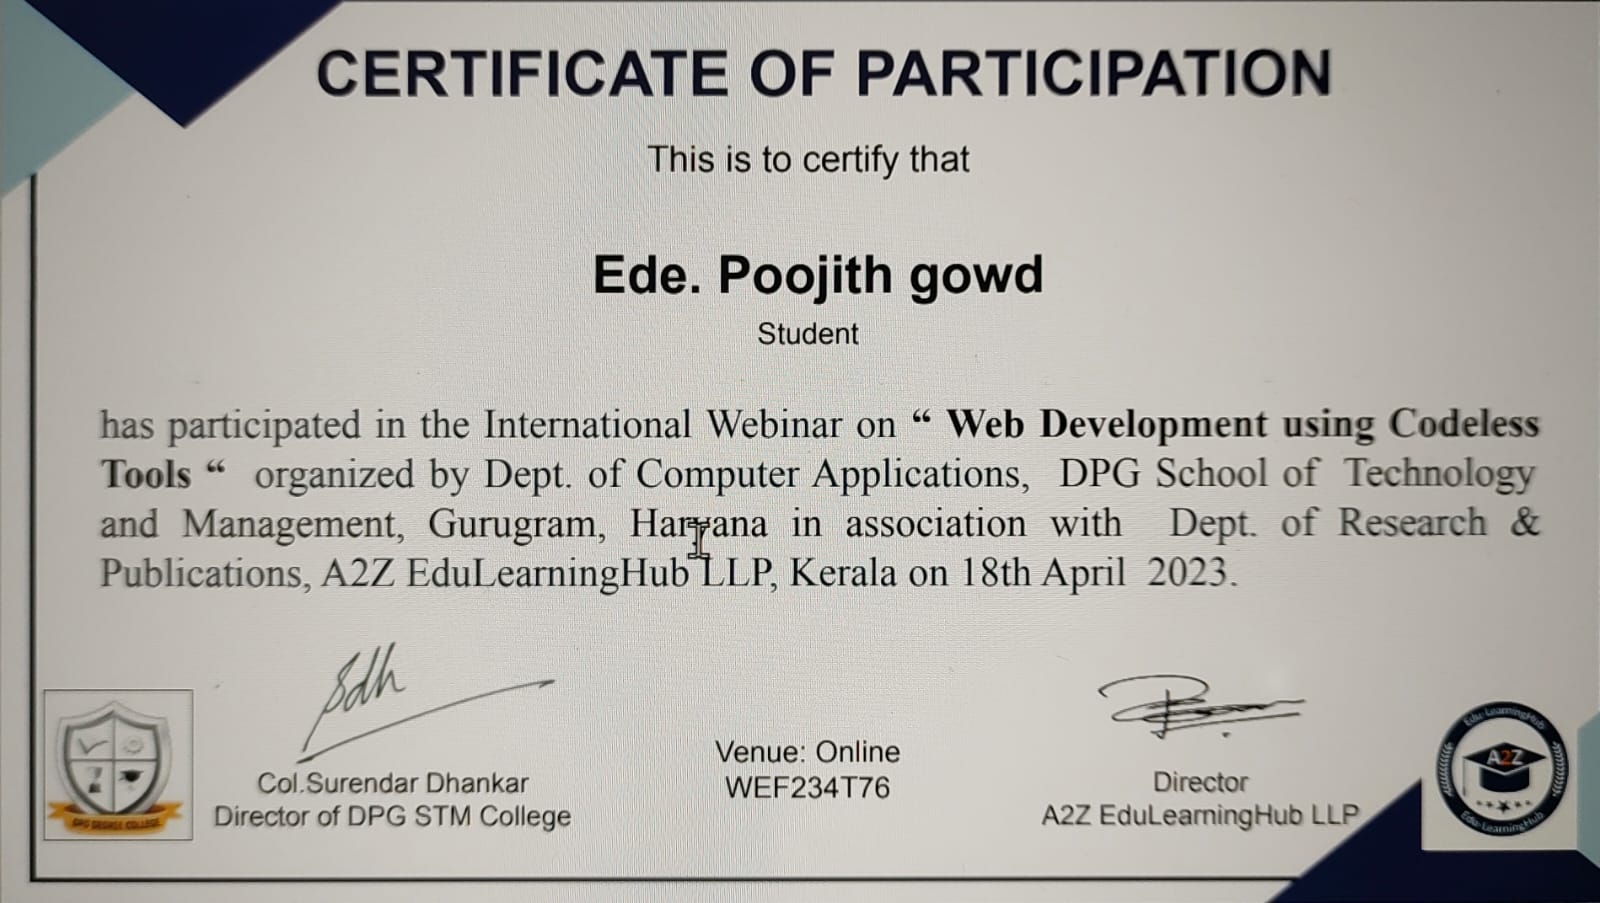 CERTIFICATE OF PARTICIPATION
This is to certify that
Ede. Poojith gowd
Student
has participated in the International Webinar on “ Web Development using Codeless
Tools “ organized by Dept. of Computer Applications, DPG School of Technology
and Management, Gurugram, Haryana in association with Dept. of Research &
Publications, A2Z EduLearningHub LLP, Kerala on 18th April 2023.
Sdh
Col.Surendar Dhankar
Director of DPG STM College
DPG DEGREE COLLEGE
Venue: Online
WEF234T76
Director
A2Z EduLearningHub LLP
Edu-LearningHub
A2Z
Edu-LearningHub